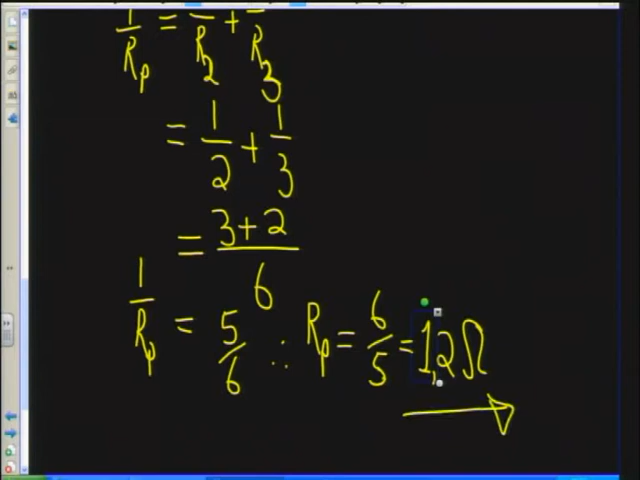 1/Rₚ = 1/R₂ + 1/R₃
= 1/2 + 1/3
= (3+2)/6
1/Rₚ = 5/6 ∴ Rₚ = 6/5 = 1,2 Ω